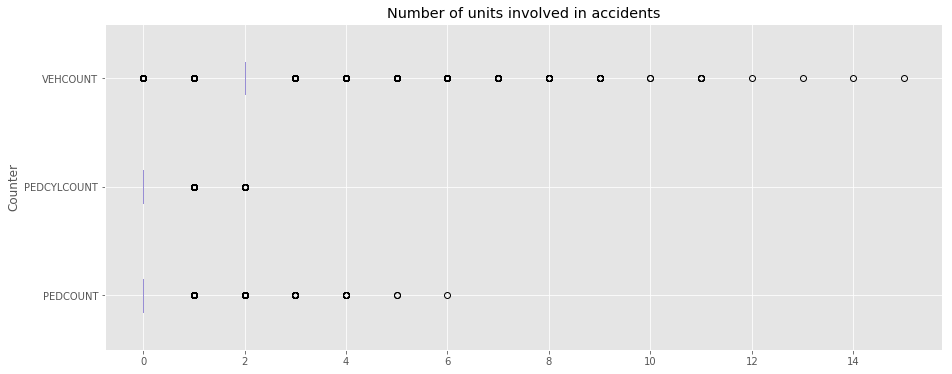 Number of units involved in accidents
VEHCOUNT
PEDCYLCOUNT
PEDCOUNT
Counter
0 2 4 6 8 10 12 14